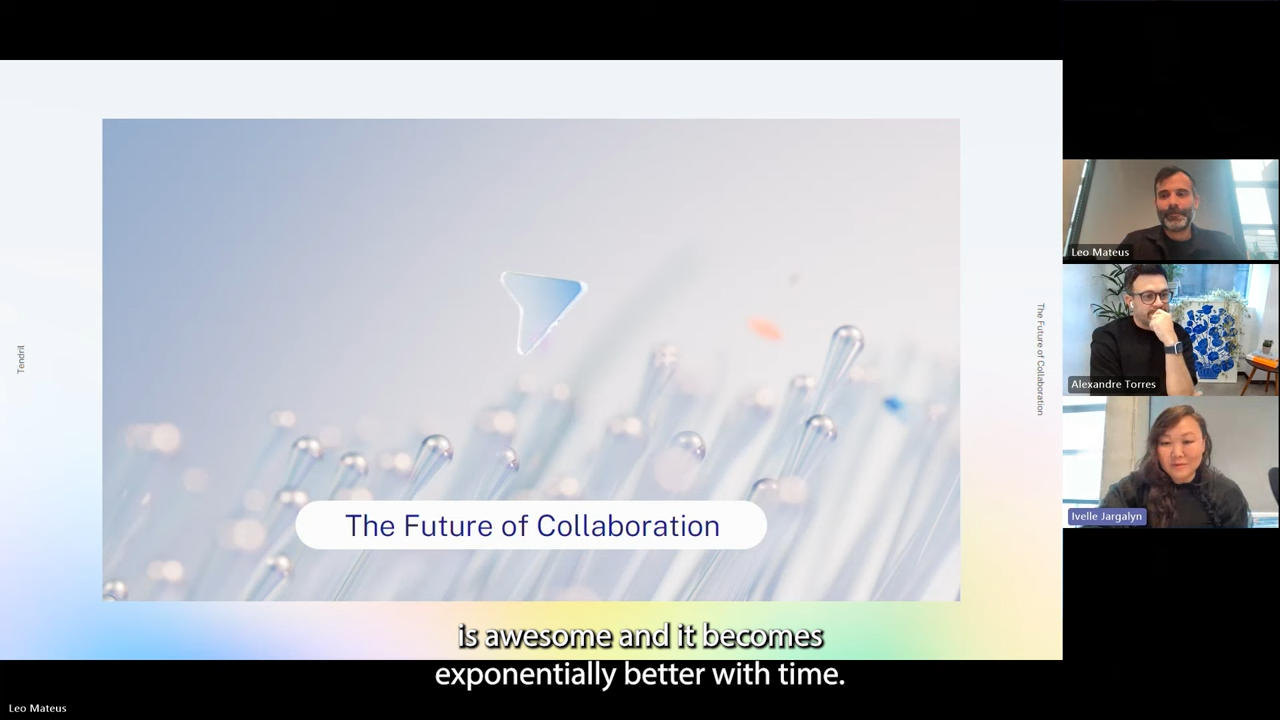 Tendril
The Future of Collaboration
The Future of Collaboration
Leo Mateus
Alexandre Torres
Ivelle Jargalyn
is awesome and it becomes
exponentially better with time.
Leo Mateus